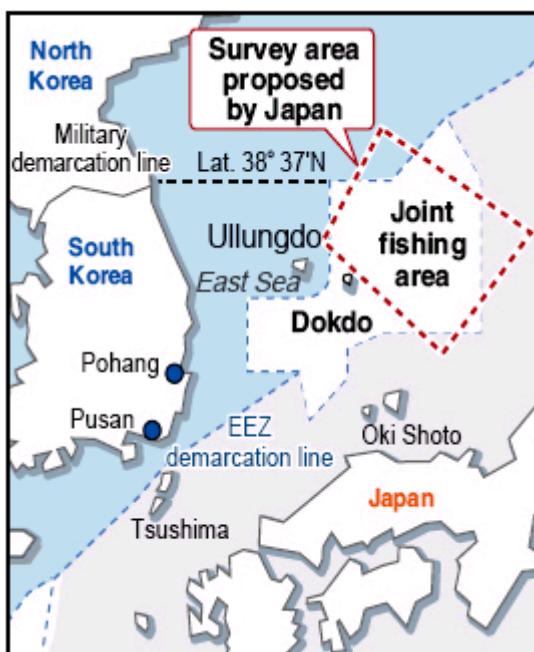 North
Korea
Survey area
proposed
by Japan
Military
demarcation line
Lat. 38° 37'N
Joint
fishing
area
South
Korea
Ullungdo
East Sea
Dokdo
Pohang
Pusan
EEZ
demarcation line
Oki Shoto
Tsushima
Japan